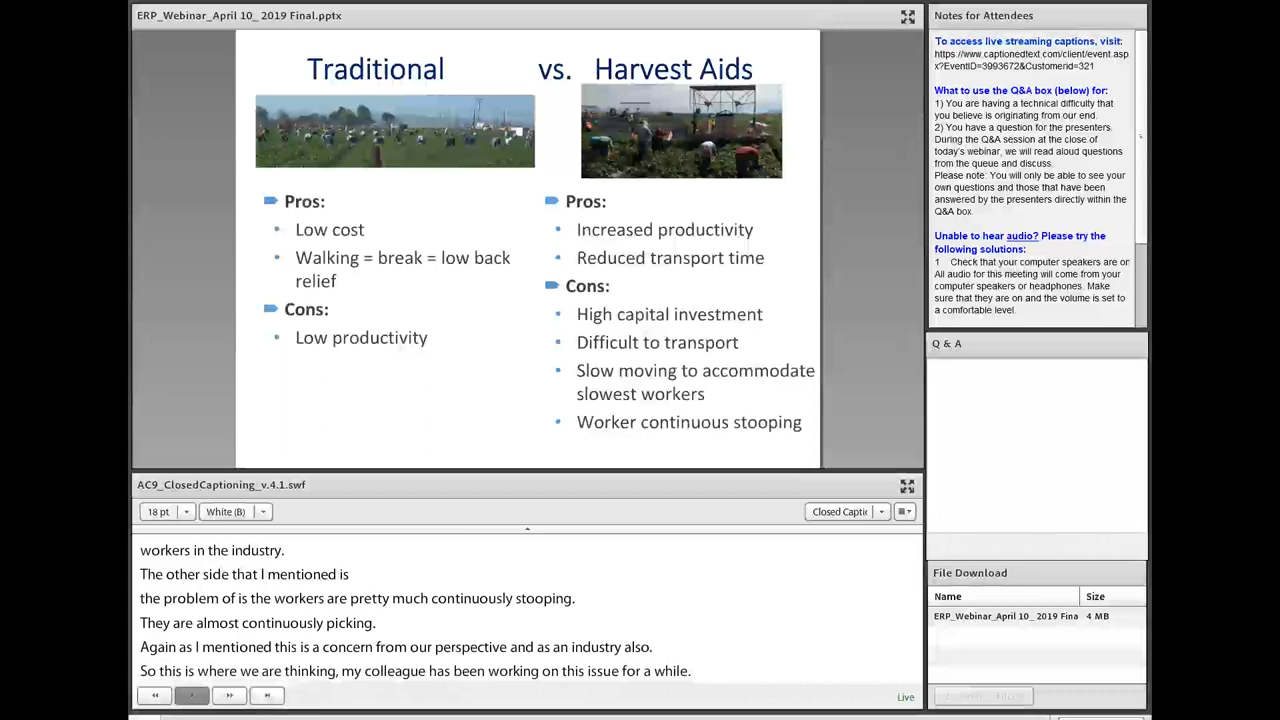 ERP_Webinar_April 10_ 2019 Final.pptx
Traditional vs. Harvest Aids
Pros:
Low cost
Walking = break = low back
relief
Cons:
Low productivity
Pros:
Increased productivity
Reduced transport time
Cons:
High capital investment
Difficult to transport
Slow moving to accommodate
slowest workers
Worker continuous stooping
AC9_ClosedCaptioning_v.4.1.swf
18 pt
White (B)
Closed Captic
workers in the industry.
The other side that I mentioned is
the problem of is the workers are pretty much continuously stooping.
They are almost continuously picking.
Again as I mentioned this is a concern from our perspective and as an industry also.
So this is where we are thinking, my colleague has been working on this issue for a while.
Live
Notes for Attendees
To access live streaming captions, visit:
https://www.captionedtext.com/client/event.asp
x?EventID=3993672&Customerid=321
What to use the Q&A box (below) for:
1) You are having a technical difficulty that
you believe is originating from our end.
2) You have a question for the presenters.
During the Q&A session at the close of
today's webinar, we will read aloud questions
from the queue and discuss.
Please note: You will only be able to see your
own questions and those that have been
answered by the presenters directly within the
Q&A box.
Unable to hear audio? Please try the
following solutions:
1 Check that your computer speakers are on
All audio for this meeting will come from your
computer speakers or headphones. Make
sure that they are on and the volume is set to
a comfortable level.
Q & A
File Download
Name Size
ERP_Webinar_April 10_ 2019 Fina 4 MB